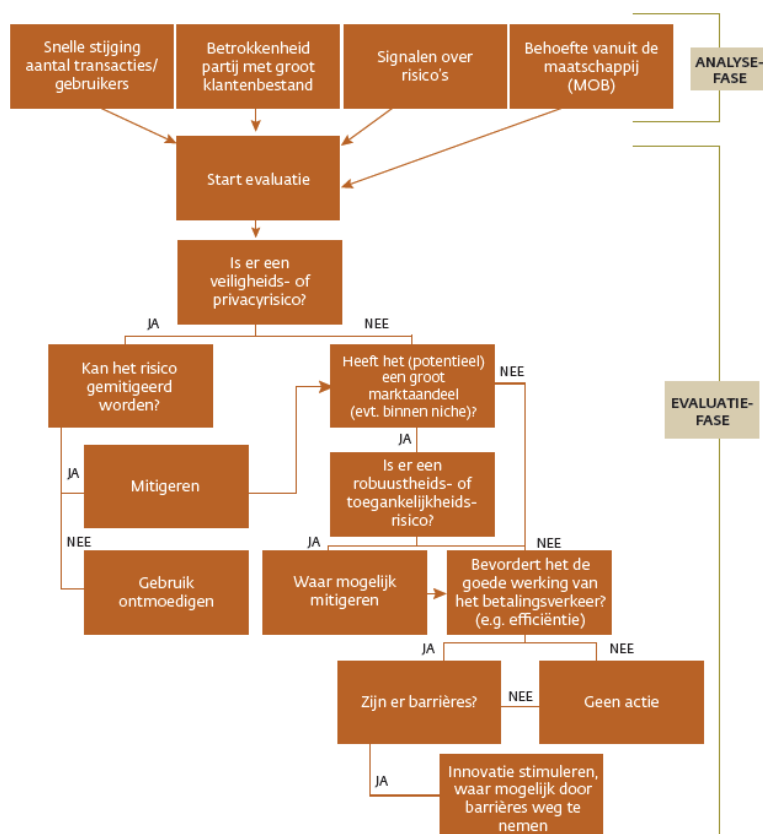 Snelle stijging
aantal transacties/
gebruikers
Betrokkenheid
partij met groot
klantenbestand
Signalen over
risico's
Behoefte vanuit de
maatschappij
(MOB)
ANALYSE-
FASE
Start evaluatie
Is er een
veiligheids- of
privacyrisico?
JA
NEE
Kan het risico
gemitigeerd
worden?
Heeft het (potentieel)
een groot
marktaandeel
(evt. binnen niche)?
NEE
EVALUATIE-
FASE
JA
JA
Mitigeren
Is er een
robuustheids- of
toegankelijkheids-
risico?
NEE
JA
NEE
Gebruik
ontmoedigen
Waar mogelijk
mitigeren
Bevordert het de
goede werking van
het betalingsverkeer?
(e.g. efficiëntie)
JA
NEE
Zijn er barrières?
NEE
Geen actie
JA
Innovatie stimuleren,
waar mogelijk door
barrières weg te
nemen